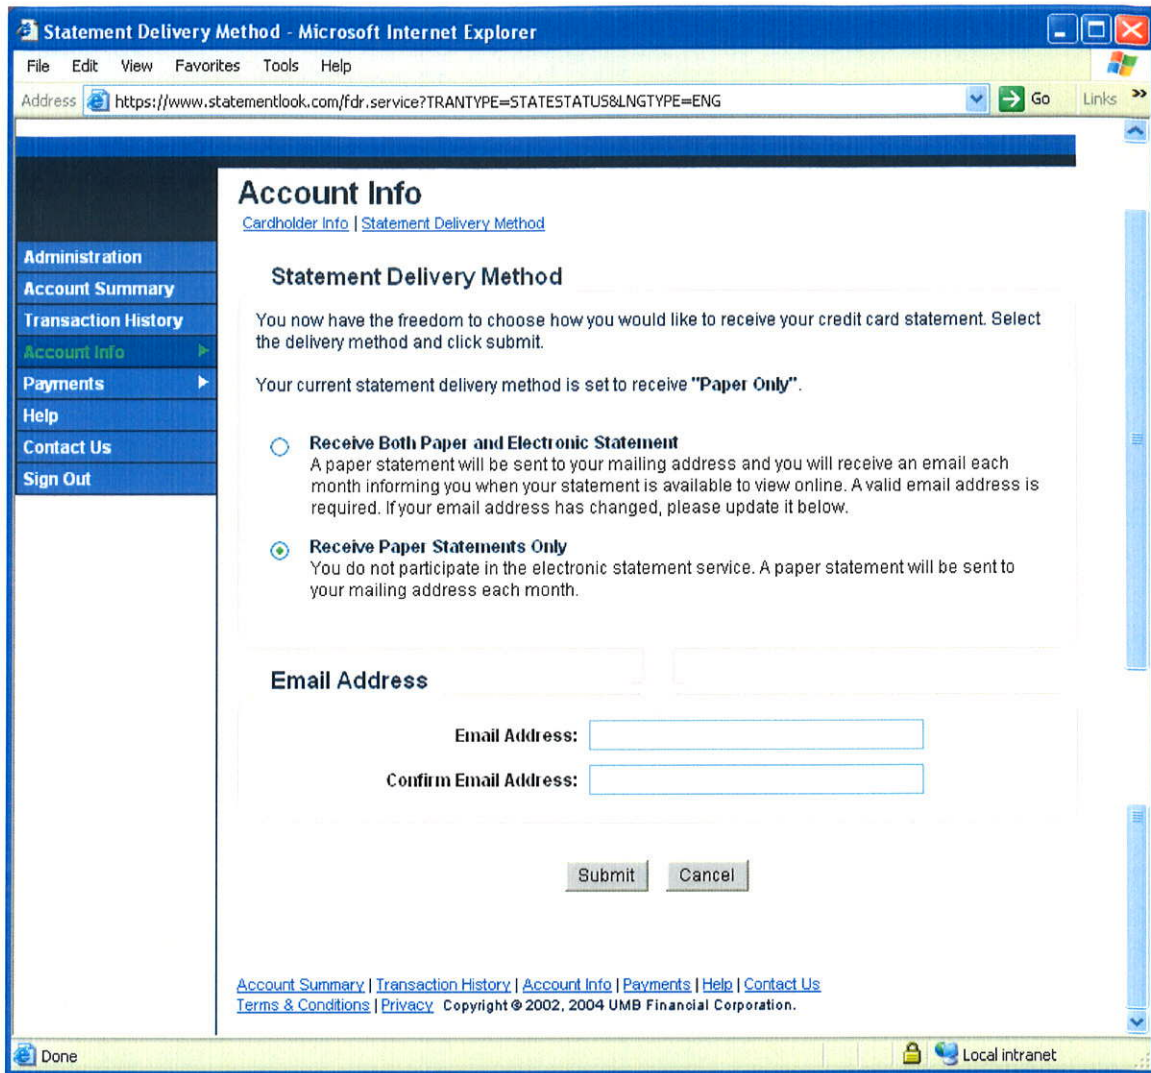 Statement Delivery Method - Microsoft Internet Explorer
File Edit View Favorites Tools Help
Address https://www.statementlook.com/fdr.service?TRANTYPE=STATESTATUS&LNGTYPE=ENG Go Links »
Account Info
Cardholder Info | Statement Delivery Method
Administration
Account Summary
Transaction History
Account Info
Payments
Help
Contact Us
Sign Out
Statement Delivery Method
You now have the freedom to choose how you would like to receive your credit card statement. Select
the delivery method and click submit.
Your current statement delivery method is set to receive "Paper Only".
Receive Both Paper and Electronic Statement
A paper statement will be sent to your mailing address and you will receive an email each
month informing you when your statement is available to view online. A valid email address is
required. If your email address has changed, please update it below.
Receive Paper Statements Only
You do not participate in the electronic statement service. A paper statement will be sent to
your mailing address each month.
Email Address
Email Address:
Confirm Email Address:
Submit Cancel
Account Summary | Transaction History | Account Info | Payments | Help | Contact Us
Terms & Conditions | Privacy Copyright © 2002, 2004 UMB Financial Corporation.
Done Local intranet